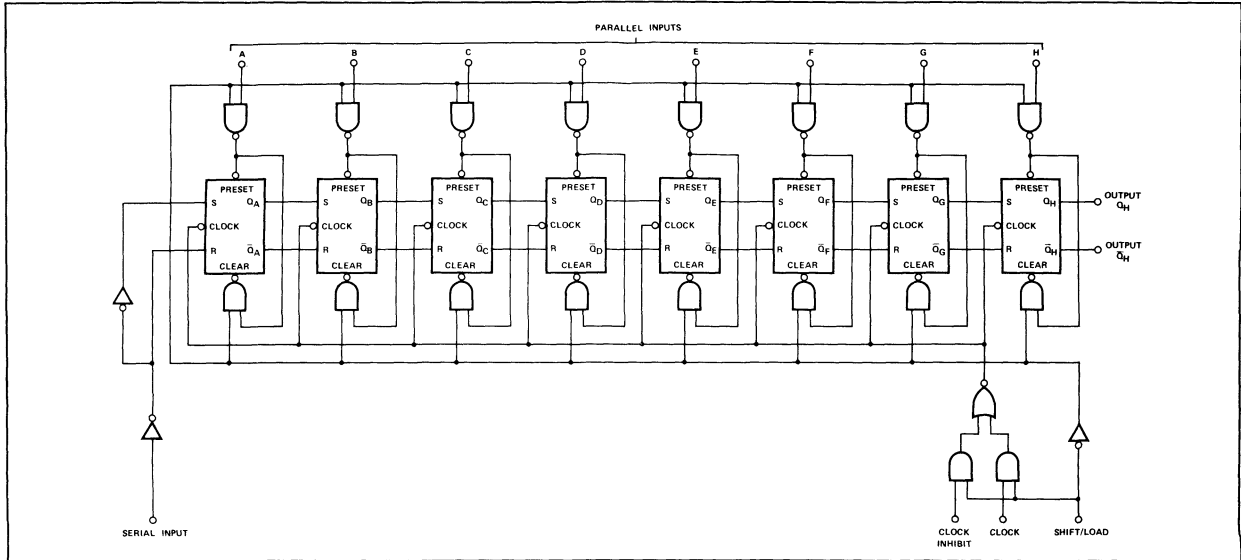 PARALLEL INPUTS
A B C D E F G H
PRESET PRESET PRESET PRESET PRESET PRESET PRESET PRESET
S QA S QB S QC S QD S QE S QF S QG S QH OUTPUT QH
CLOCK CLOCK CLOCK CLOCK CLOCK CLOCK CLOCK CLOCK
R Q̄A R Q̄B R Q̄C R Q̄D R Q̄E R Q̄F R Q̄G R Q̄H OUTPUT Q̄H
CLEAR CLEAR CLEAR CLEAR CLEAR CLEAR CLEAR CLEAR
SERIAL INPUT CLOCK INHIBIT CLOCK SHIFT/LOAD